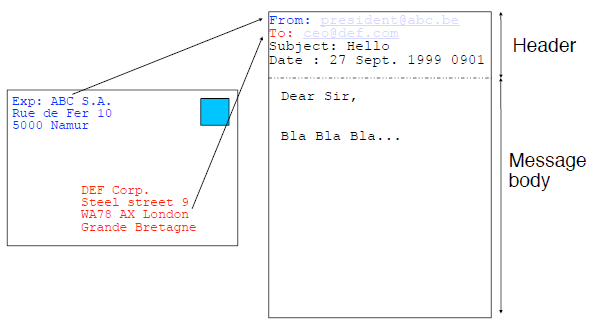 From: president@abc.be
To: ceo@def.com
Subject: Hello
Date : 27 Sept. 1999 0901
Header
Dear Sir,
Bla Bla Bla...
Message
body
Exp: ABC S.A.
Rue de Fer 10
5000 Namur
DEF Corp.
Steel street 9
WA78 AX London
Grande Bretagne